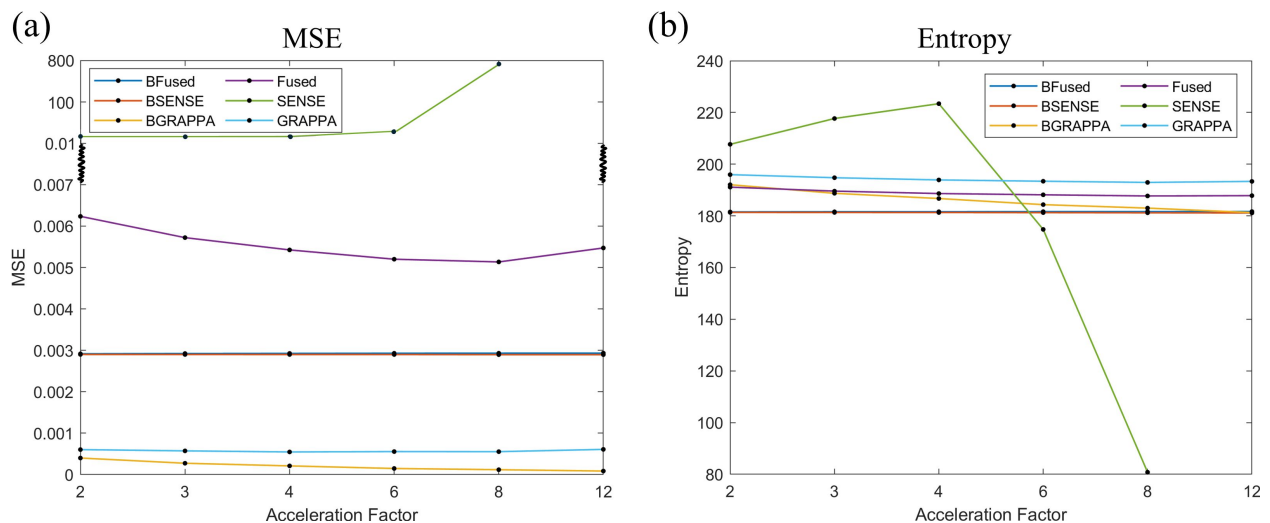 (a)
MSE
800
100
0.01
0.007
0.006
0.005
0.004
0.003
0.002
0.001
0
MSE
BFused
Fused
BSENSE
SENSE
BGRAPPA
GRAPPA
2 3 4 6 8 12
Acceleration Factor
(b)
Entropy
240
220
200
180
160
140
120
100
80
Entropy
BFused
Fused
BSENSE
SENSE
BGRAPPA
GRAPPA
2 3 4 6 8 12
Acceleration Factor